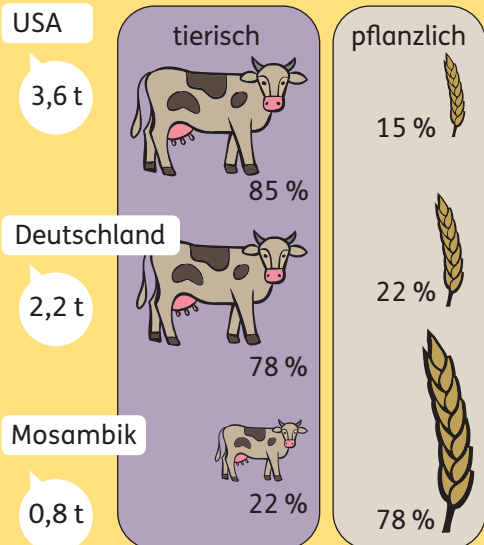 USA
tierisch
pflanzlich
3,6 t
85 %
15 %
Deutschland
2,2 t
78 %
22 %
Mosambik
0,8 t
22 %
78 %